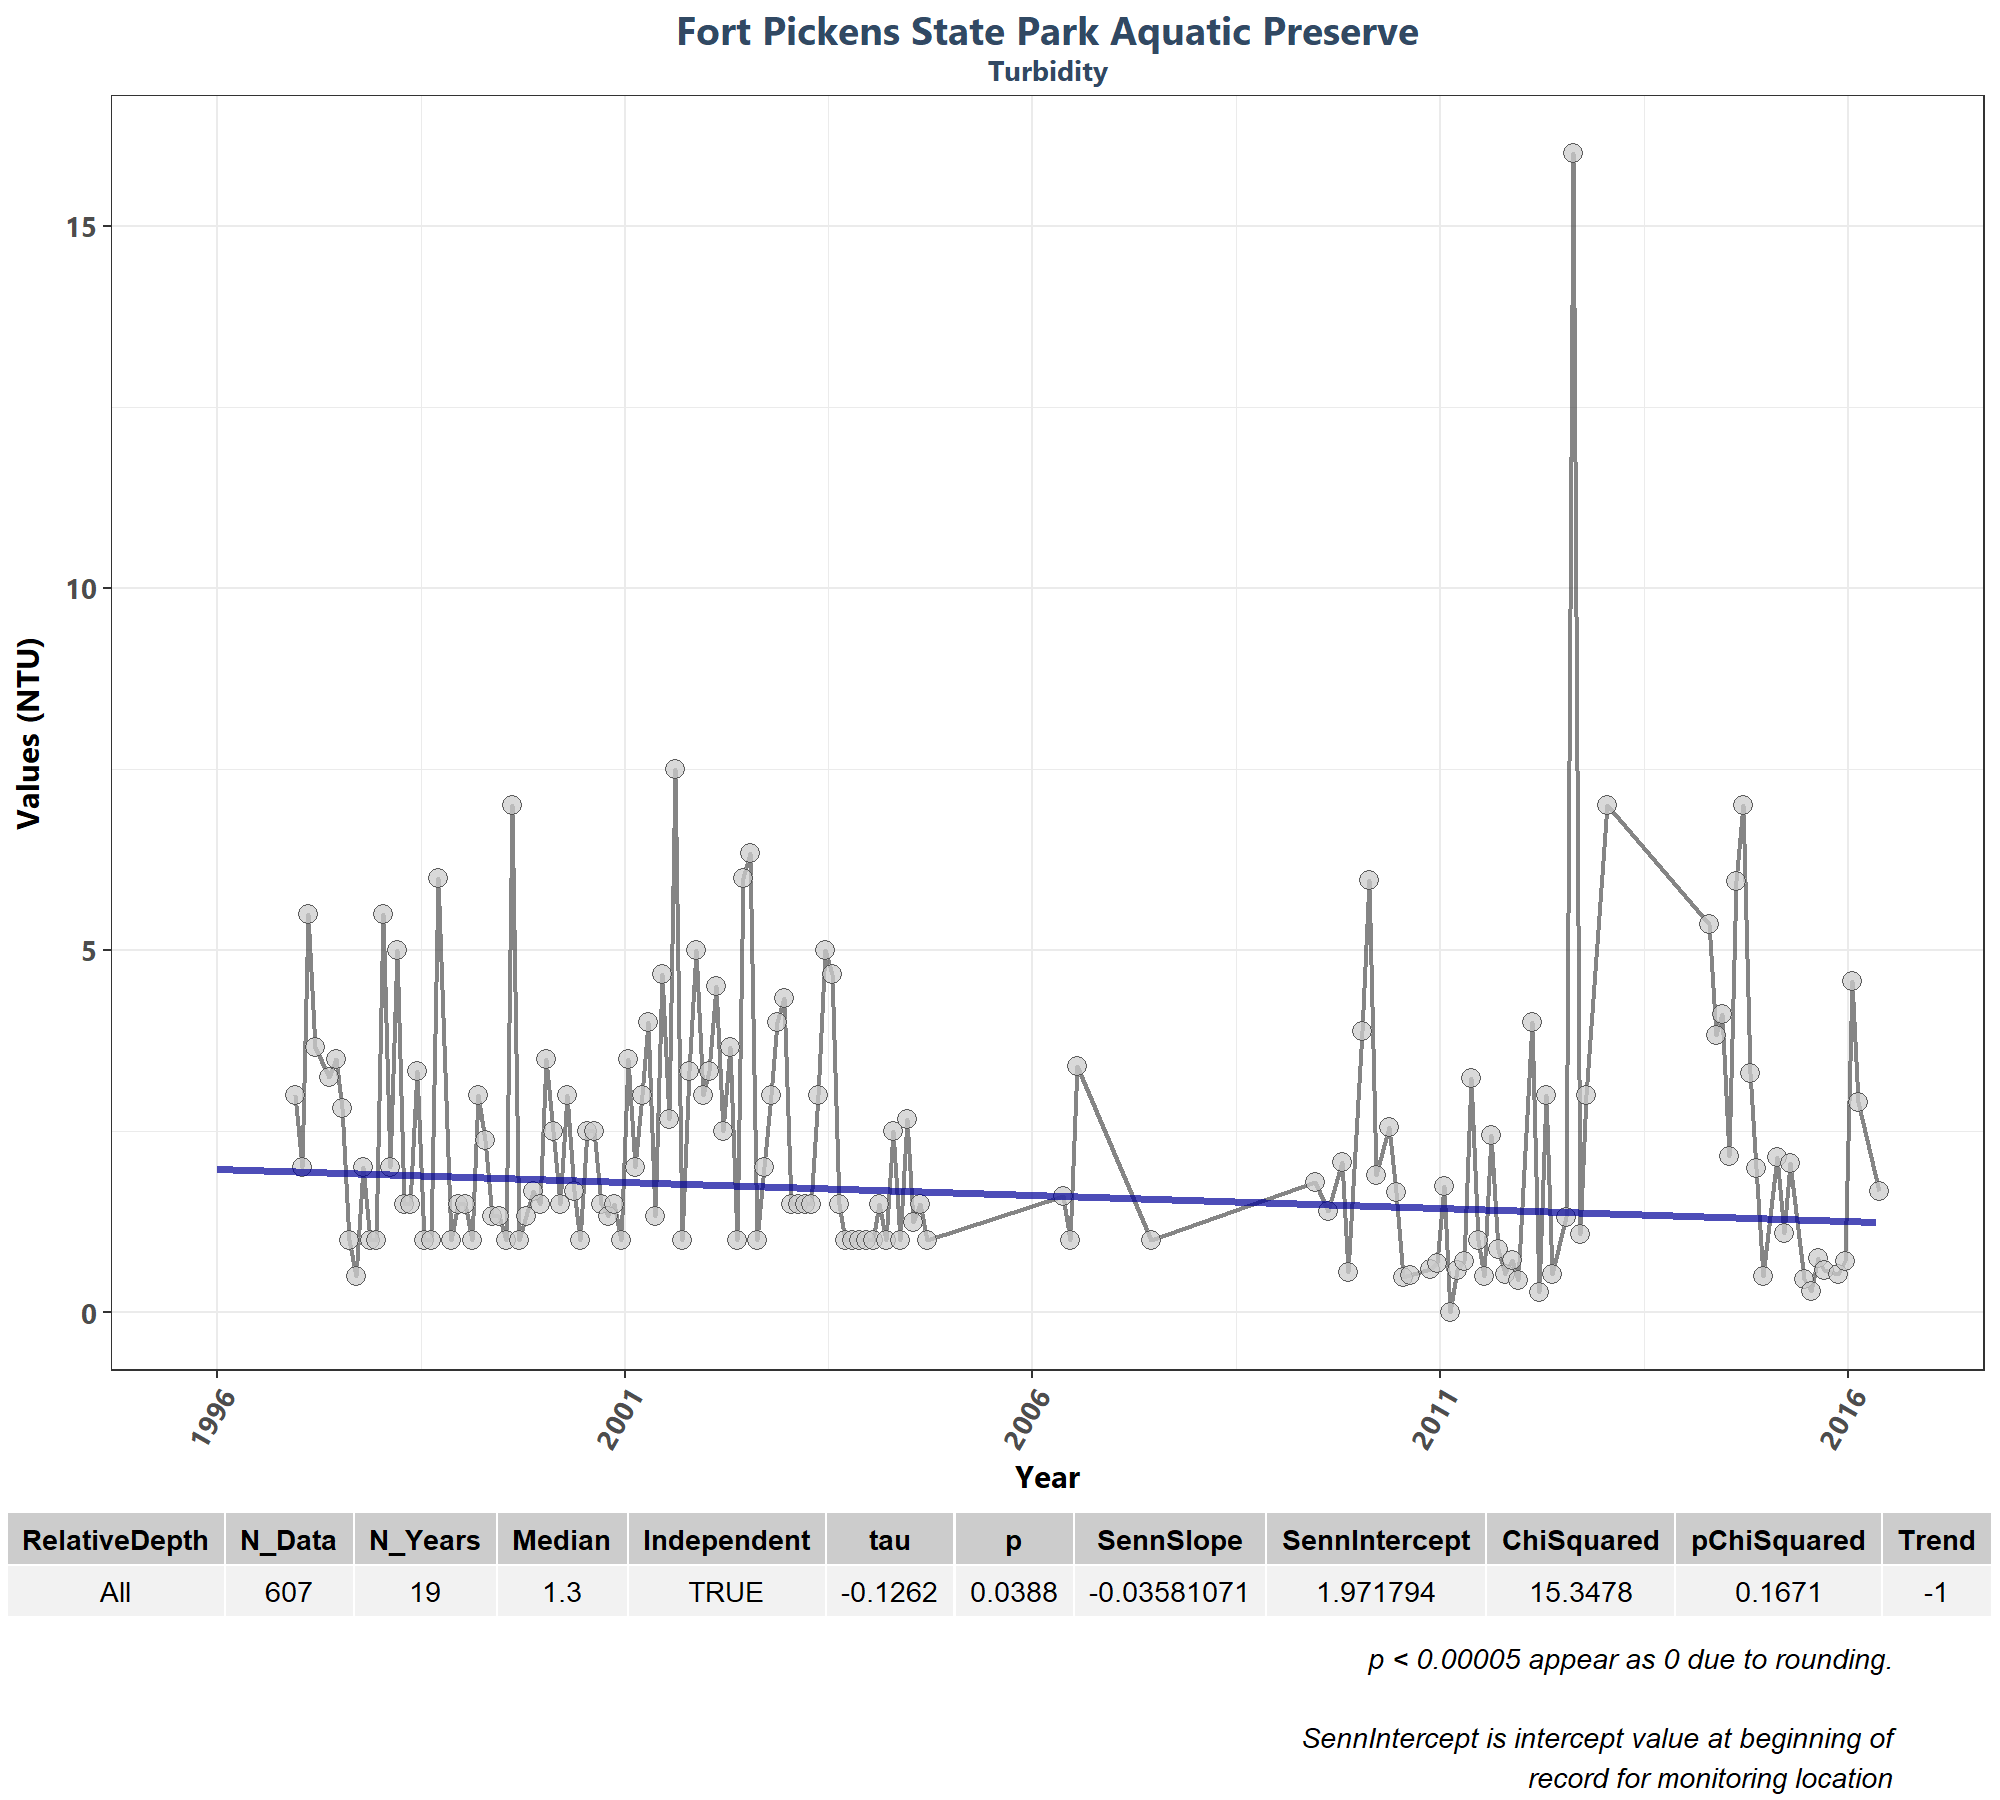 Fort Pickens State Park Aquatic Preserve
Turbidity
Values (NTU)
15
10
5
0
1996
2001
2006
2011
2016
Year
RelativeDepth N_Data N_Years Median Independent tau p SennSlope SennIntercept ChiSquared pChiSquared Trend
All 607 19 1.3 TRUE -0.1262 0.0388 -0.03581071 1.971794 15.3478 0.1671 -1
p < 0.00005 appear as 0 due to rounding.
SennIntercept is intercept value at beginning of
record for monitoring location